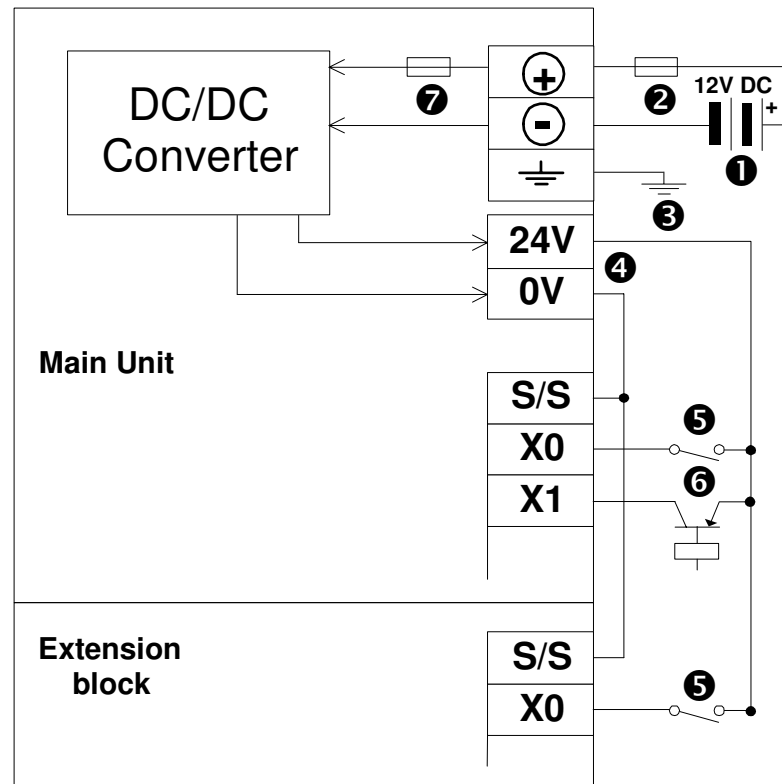 DC/DC
Converter
❼
+
❷
12V DC
+
-
❶
❸
24V
❹
0V
Main Unit
S/S
❺
X0
❻
X1
Extension
block
S/S
❺
X0